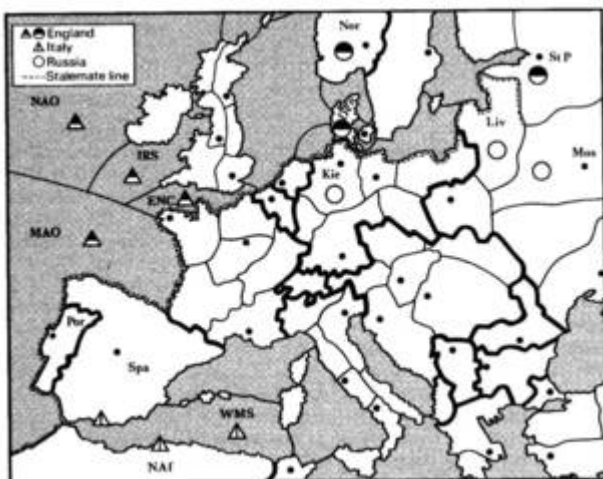 England
Italy
Russia
Stalemate line
Nor
St P
NAO
IRS
Liv
Mos
Kie
ENC
MAO
Por
Spa
WMS
NAf